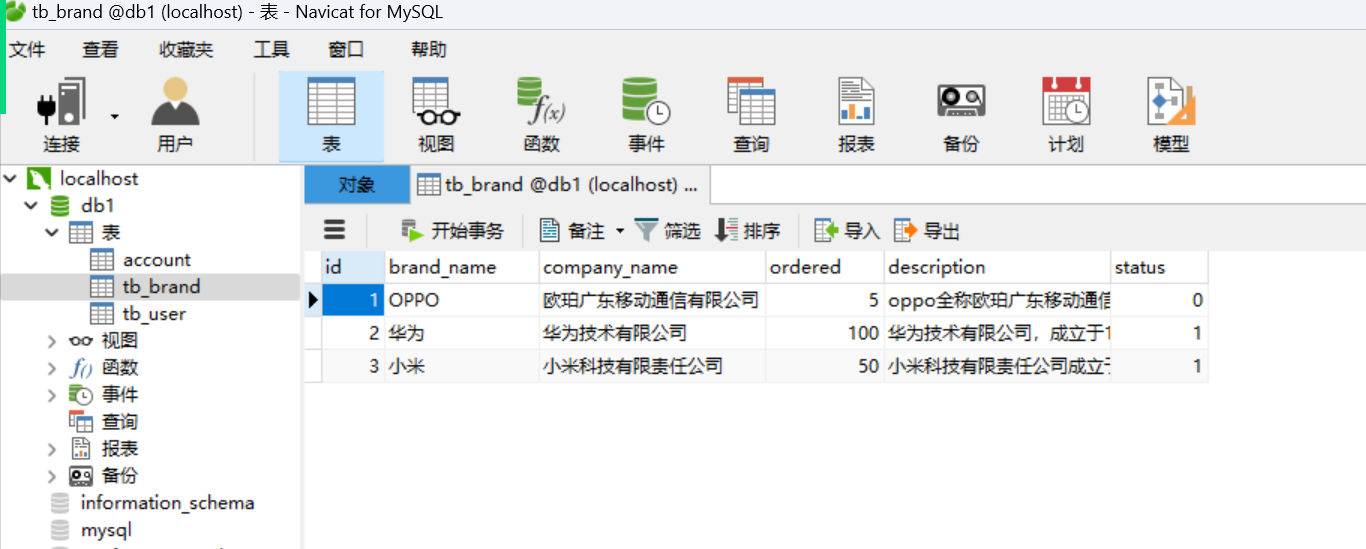 tb_brand @db1 (localhost) - 表 - Navicat for MySQL
文件 查看 收藏夹 工具 窗口 帮助
连接 用户 表 视图 函数 事件 查询 报表 备份 计划 模型
localhost
db1
表
account
tb_brand
tb_user
视图
函数
事件
查询
报表
备份
information_schema
mysql
对象 tb_brand @db1 (localhost) ...
开始事务 备注 筛选 排序 导入 导出
id brand_name company_name ordered description status
1 OPPO 欧珀广东移动通信有限公司 5 oppo全称欧珀广东移动通信 0
2 华为 华为技术有限公司 100 华为技术有限公司，成立于1 1
3 小米 小米科技有限责任公司 50 小米科技有限责任公司成立于 1